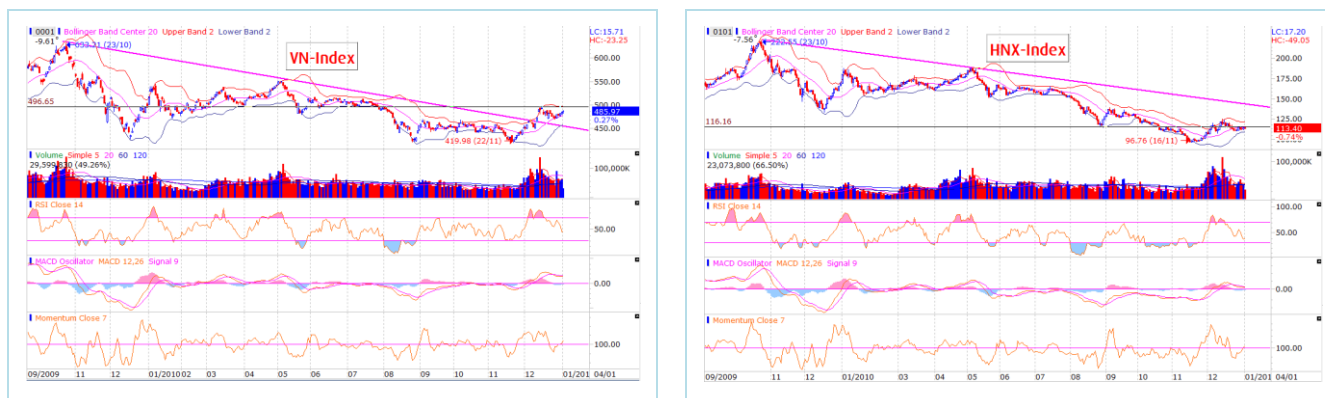 0001 Bollinger Band Center 20 Upper Band 2 Lower Band 2
LC:15.71
HC:-23.25
-9.61
(23/10)
VN-Index
600.00
550.00
496.65
500.00
485.97
0.27%
450.00
419.98 (22/11)
Volume Simple 5 20 60 120
(49.26%)
100,000K
RSI Close 14
50.00
MACD Oscillator MACD 12,26 Signal 9
0.00
Momentum Close 7
100.00
09/2009 11 12 01/2010 02 03 04 05 06 07 08 09 10 11 12 01/201 04/01
0101 Bollinger Band Center 20 Upper Band 2 Lower Band 2
LC:17.20
HC:-49.05
-7.56
(23/10)
HNX-Index
200.00
175.00
150.00
125.00
116.16
113.40
-0.74%
96.76 (16/11)
Volume Simple 5 20 60 120
23,073,800 (66.50%)
100,000K
RSI Close 14
100.00
50.00
MACD Oscillator MACD 12,26 Signal 9
0.00
Momentum Close 7
100.00
09/2009 11 12 01/2010 03 04 05 06 07 08 09 10 11 12 01/201 04/01